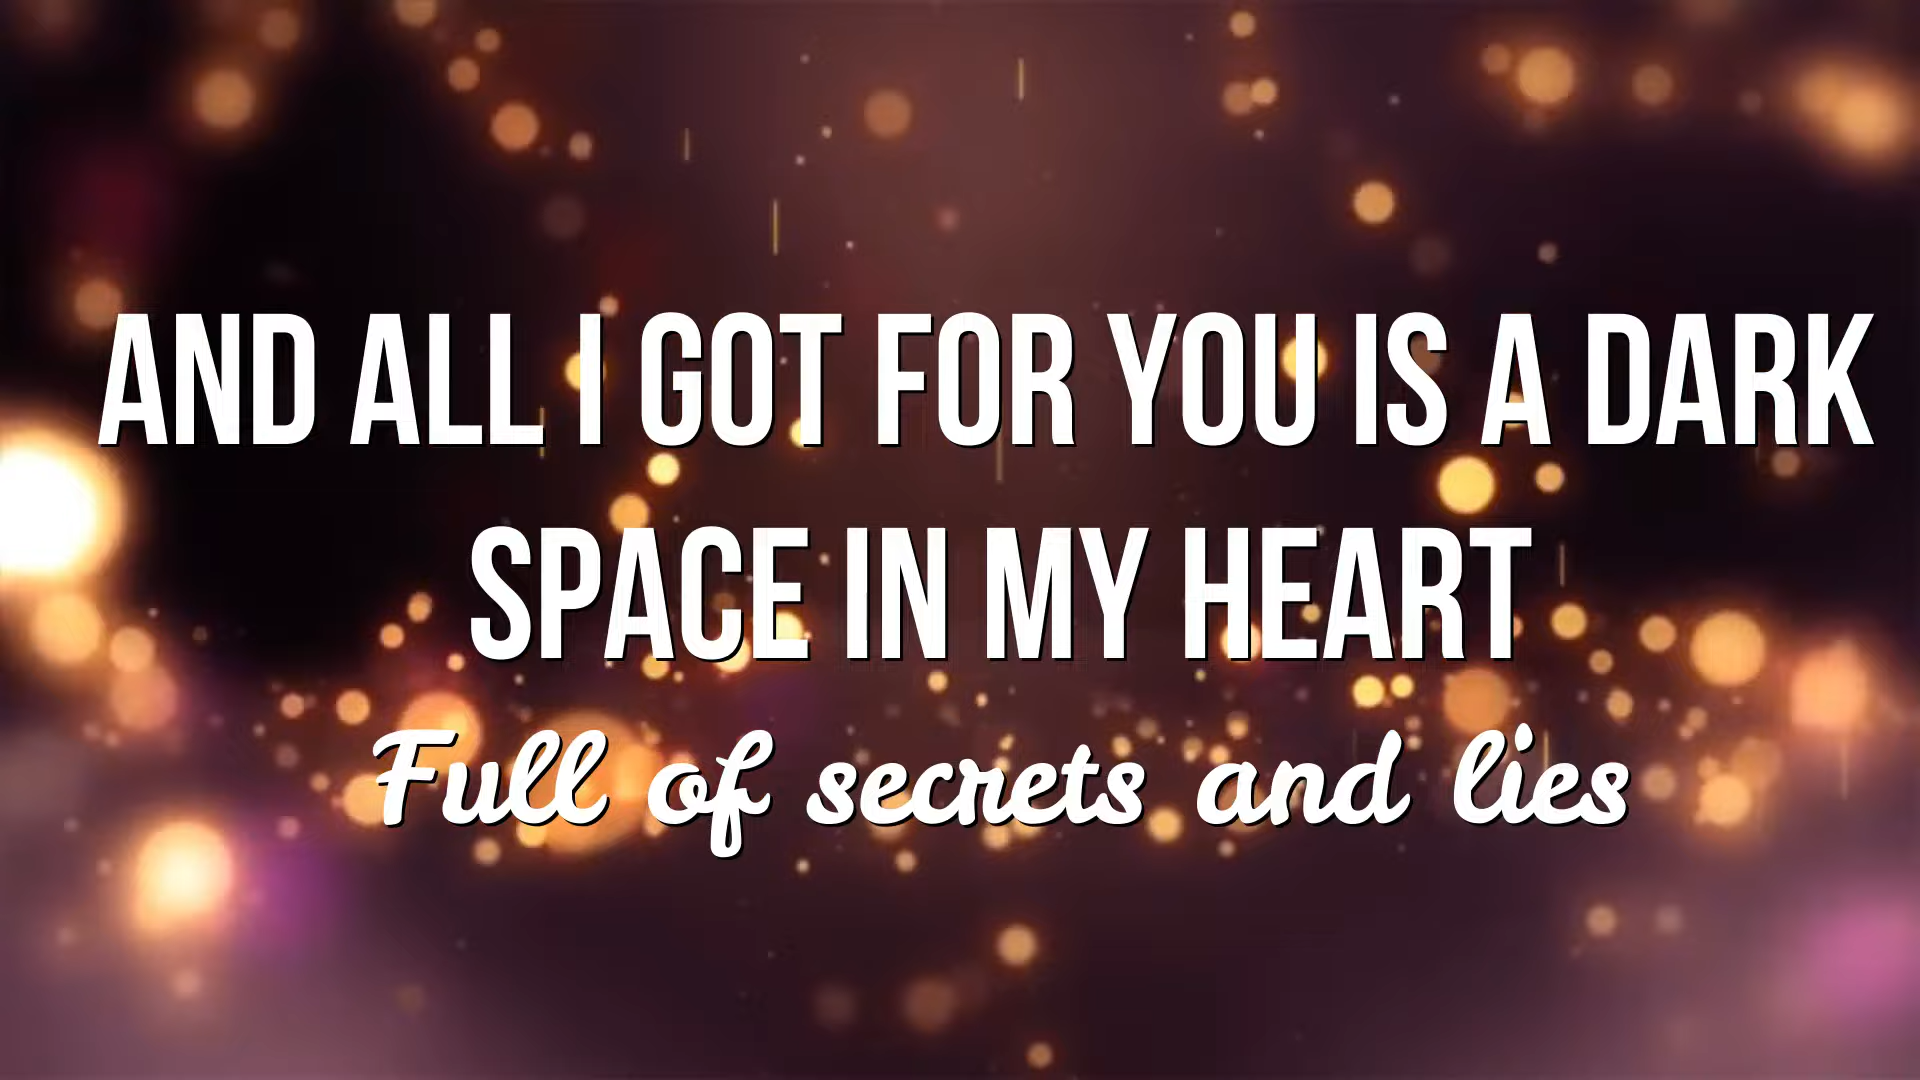 AND ALL I GOT FOR YOU IS A DARK
SPACE IN MY HEART
Full of secrets and lies